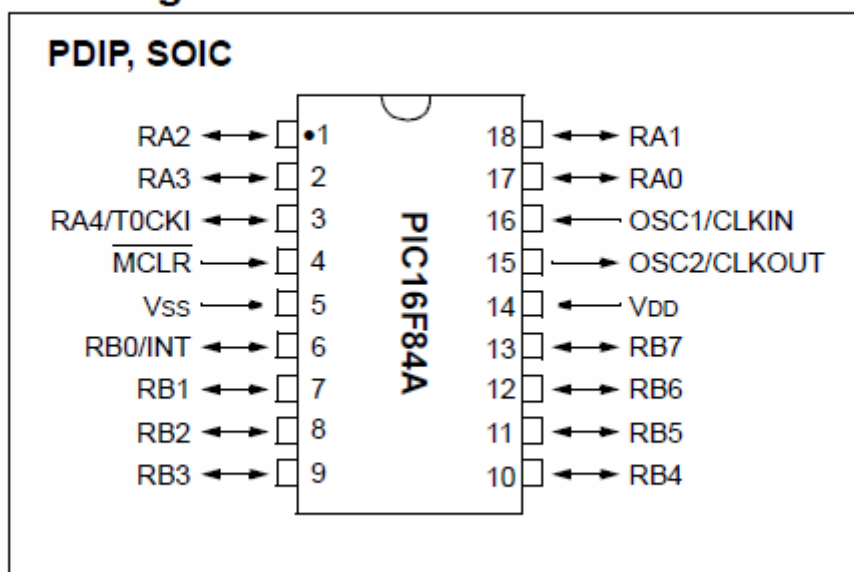 PDIP, SOIC
RA2 •1 18 RA1
RA3 2 17 RA0
RA4/T0CKI 3 16 OSC1/CLKIN
MCLR 4 15 OSC2/CLKOUT
VSS 5 14 VDD
RB0/INT 6 13 RB7
RB1 7 12 RB6
RB2 8 11 RB5
RB3 9 10 RB4
PIC16F84A